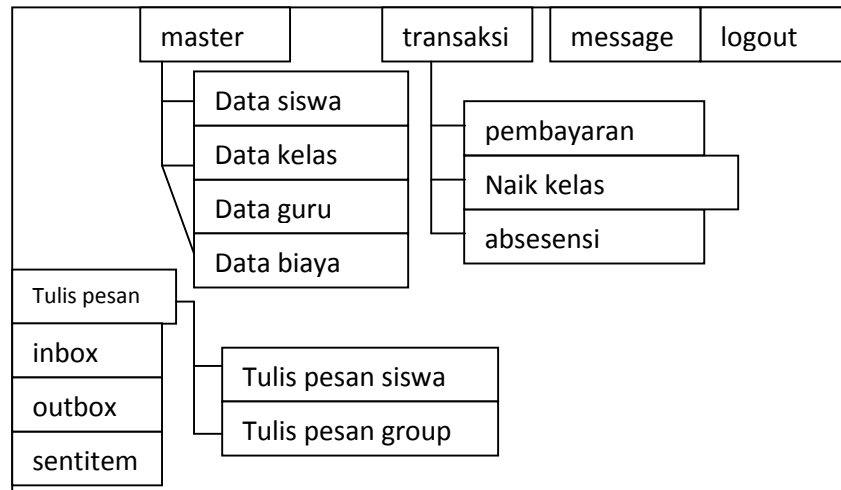 master
transaksi
message
logout
Data siswa
Data kelas
Data guru
Data biaya
pembayaran
Naik kelas
absesensi
Tulis pesan
inbox
outbox
sentitem
Tulis pesan siswa
Tulis pesan group